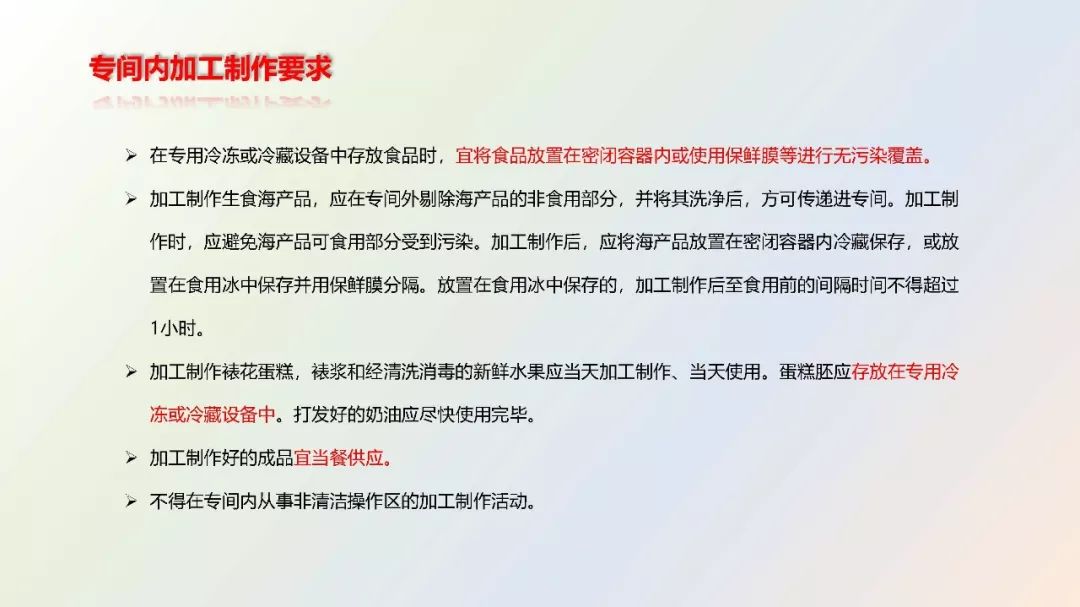 专间内加工制作要求
➢ 在专用冷冻或冷藏设备中存放食品时，宜将食品放置在密闭容器内或使用保鲜膜等进行无污染覆盖。
➢ 加工制作生食海产品，应在专间外剔除海产品的非食用部分，并将其洗净后，方可传递进专间。加工制
作时，应避免海产品可食用部分受到污染。加工制作后，应将海产品放置在密闭容器内冷藏保存，或放
置在食用冰中保存并用保鲜膜分隔。放置在食用冰中保存的，加工制作后至食用前的间隔时间不得超过
1小时。
➢ 加工制作裱花蛋糕，裱浆和经清洗消毒的新鲜水果应当天加工制作、当天使用。蛋糕胚应存放在专用冷
冻或冷藏设备中。打发好的奶油应尽快使用完毕。
➢ 加工制作好的成品宜当餐供应。
➢ 不得在专间内从事非清洁操作区的加工制作活动。